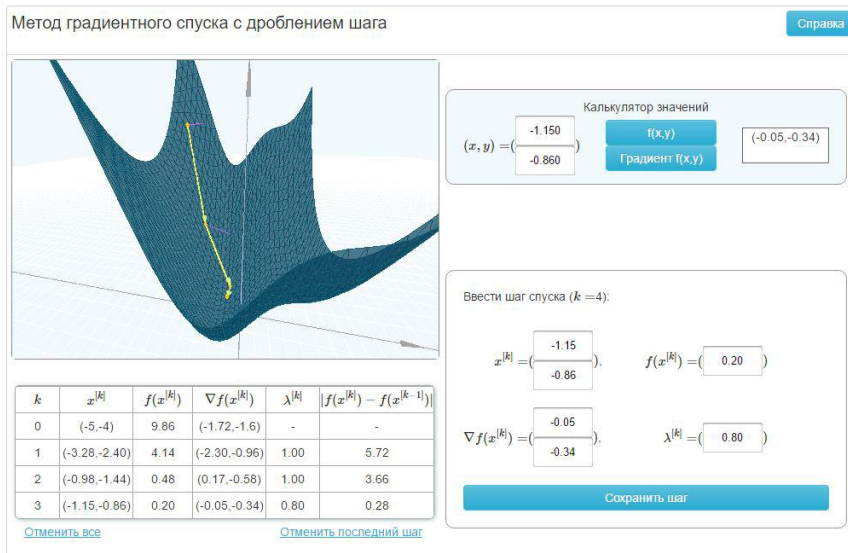 Метод градиентного спуска с дроблением шага
Справка
Калькулятор значений
(x, y) =( -1.150 -0.860 )
f(x,y)
Градиент f(x,y)
(-0.05,-0.34)
Ввести шаг спуска (k =4):
x^[k] =( -1.15 -0.86 ), f(x^[k]) =( 0.20 )
∇f(x^[k]) =( -0.05 -0.34 ), λ^[k] =( 0.80 )
Сохранить шаг
k x^[k] f(x^[k]) ∇f(x^[k]) λ^[k] |f(x^[k]) − f(x^[k−1])|
0 (-5,-4) 9.86 (-1.72,-1.6) - -
1 (-3.28,-2.40) 4.14 (-2.30,-0.96) 1.00 5.72
2 (-0.98,-1.44) 0.48 (0.17,-0.58) 1.00 3.66
3 (-1.15,-0.86) 0.20 (-0.05,-0.34) 0.80 0.28
Отменить все
Отменить последний шаг